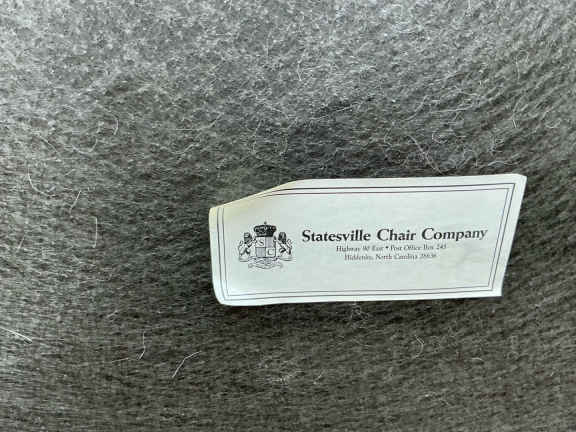 Statesville Chair Company
Highway 90 East • Post Office Box 245
Hiddenite, North Carolina 28636
S C